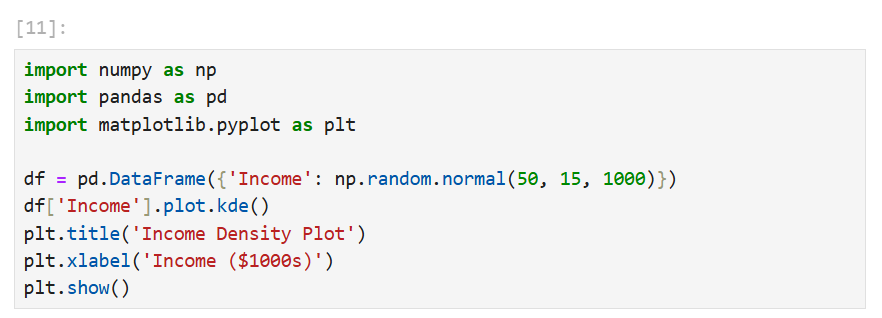 [11]:
import numpy as np
import pandas as pd
import matplotlib.pyplot as plt
df = pd.DataFrame({'Income': np.random.normal(50, 15, 1000)})
df['Income'].plot.kde()
plt.title('Income Density Plot')
plt.xlabel('Income ($1000s)')
plt.show()